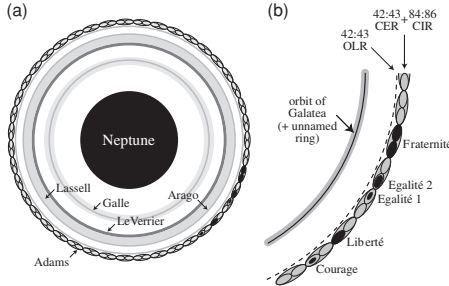 (a)
Neptune
Lassell
Galle
Arago
LeVerrier
Adams
(b)
42:43 84:86
CER + CIR
42:43
OLR
orbit of
Galatea
(+ unnamed
ring)
Fraternité
Egalité 2
Egalité 1
Liberté
Courage